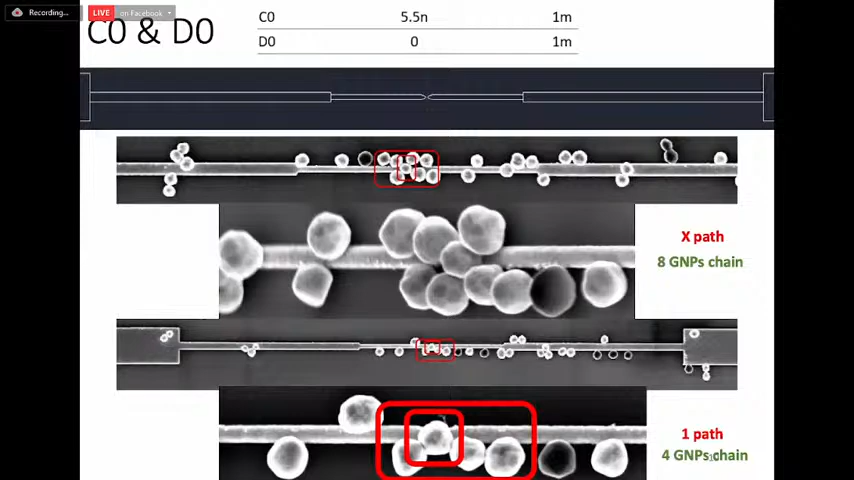 Recording...
LIVE on Facebook
C0 & D0
C0 5.5n 1m
D0 0 1m
X path
8 GNPs chain
1 path
4 GNPs chain